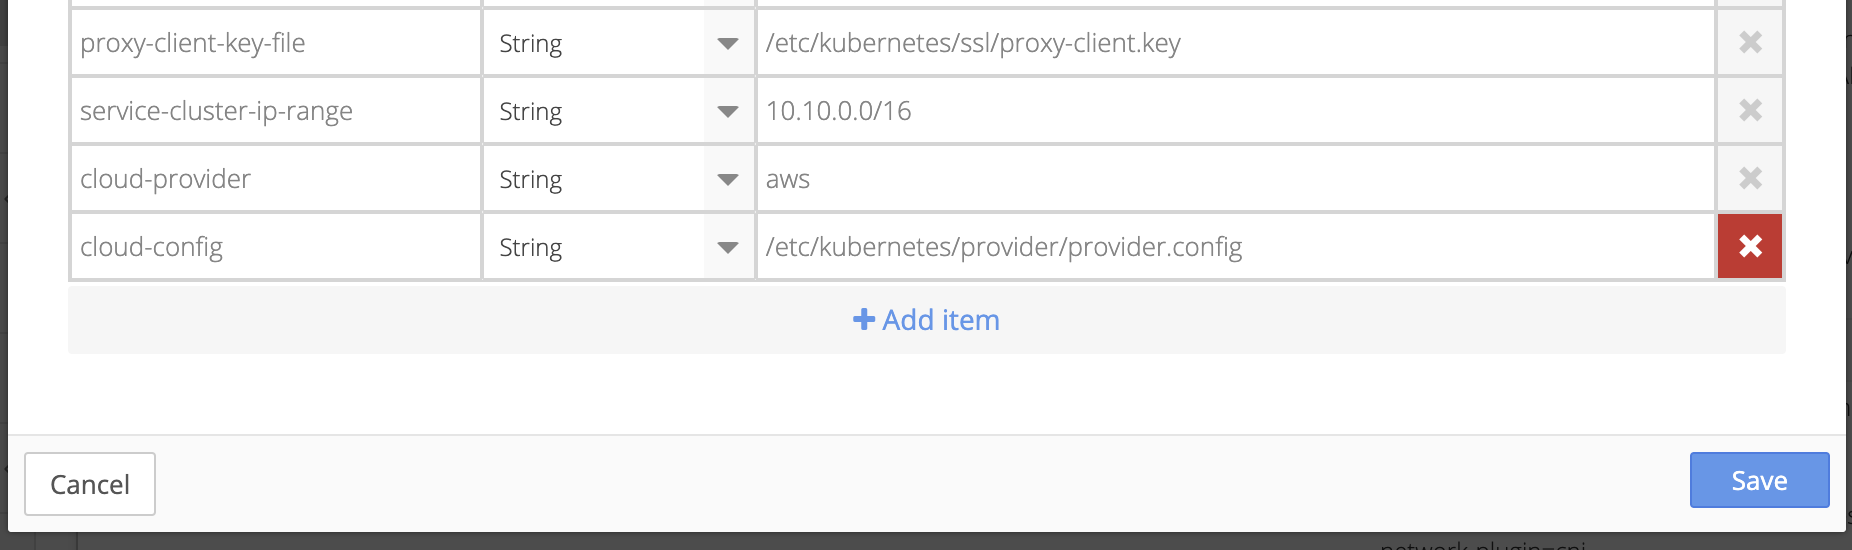 proxy-client-key-file String /etc/kubernetes/ssl/proxy-client.key
service-cluster-ip-range String 10.10.0.0/16
cloud-provider String aws
cloud-config String /etc/kubernetes/provider/provider.config
Add item
Cancel Save